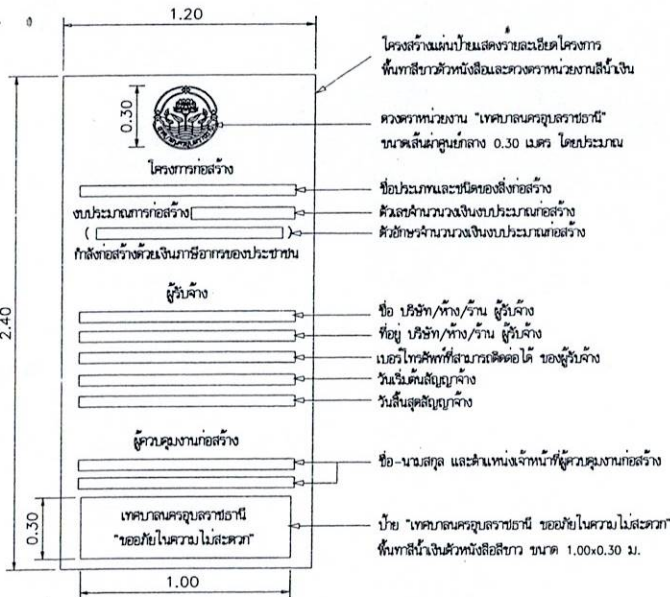 1.20
โครงสร้างแผ่นป้ายแสดงรายละเอียดโครงการ
พื้นทาสีขาวตัวหนังสือและดวงตราหน่วยงานสีน้ำเงิน
0.30
ดวงตราหน่วยงาน "เทศบาลนครอุบลราชธานี"
ขนาดเส้นผ่าศูนย์กลาง 0.30 เมตร โดยประมาณ
โครงการก่อสร้าง
ชื่อประเภทและชนิดของสิ่งก่อสร้าง
งบประมาณการก่อสร้าง
ตัวเลขจำนวนวงเงินงบประมาณก่อสร้าง
( )
ตัวอักษรจำนวนวงเงินงบประมาณก่อสร้าง
กำลังก่อสร้างด้วยเงินภาษีอากรของประชาชน
2.40
ผู้รับจ้าง
ชื่อ บริษัท/ห้าง/ร้าน ผู้รับจ้าง
ที่อยู่ บริษัท/ห้าง/ร้าน ผู้รับจ้าง
เบอร์โทรศัพท์ที่สามารถติดต่อได้ ของผู้รับจ้าง
วันเริ่มต้นสัญญาจ้าง
วันสิ้นสุดสัญญาจ้าง
ผู้ควบคุมงานก่อสร้าง
ชื่อ-นามสกุล และตำแหน่งเจ้าหน้าที่ผู้ควบคุมงานก่อสร้าง
0.30
เทศบาลนครอุบลราชธานี
"ขออภัยในความไม่สะดวก"
ป้าย "เทศบาลนครอุบลราชธานี ขออภัยในความไม่สะดวก"
พื้นทาสีน้ำเงินตัวหนังสือสีขาว ขนาด 1.00x0.30 ม.
1.00